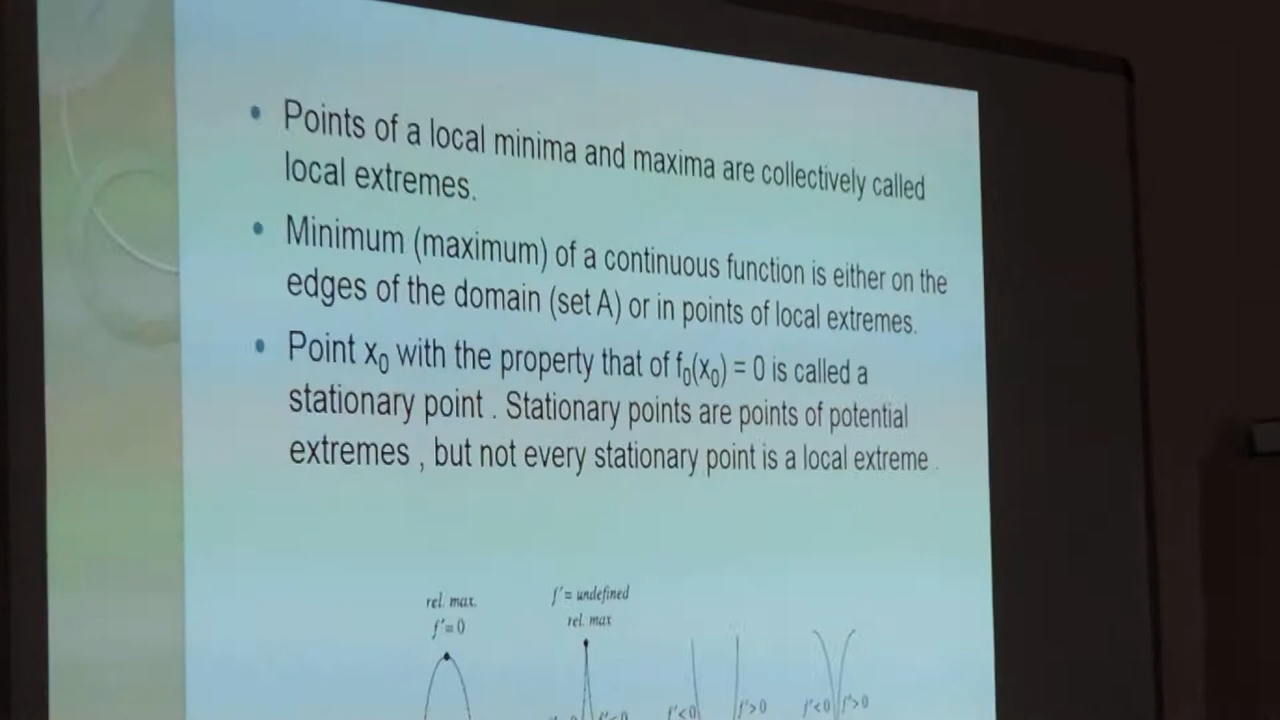 • Points of a local minima and maxima are collectively called
local extremes.
• Minimum (maximum) of a continuous function is either on the
edges of the domain (set A) or in points of local extremes.
• Point x₀ with the property that of f₀(x₀) = 0 is called a
stationary point . Stationary points are points of potential
extremes , but not every stationary point is a local extreme .
rel. max. f'= undefined
f'=0 rel. max
f'<0 f'>0 f'<0 f'>0